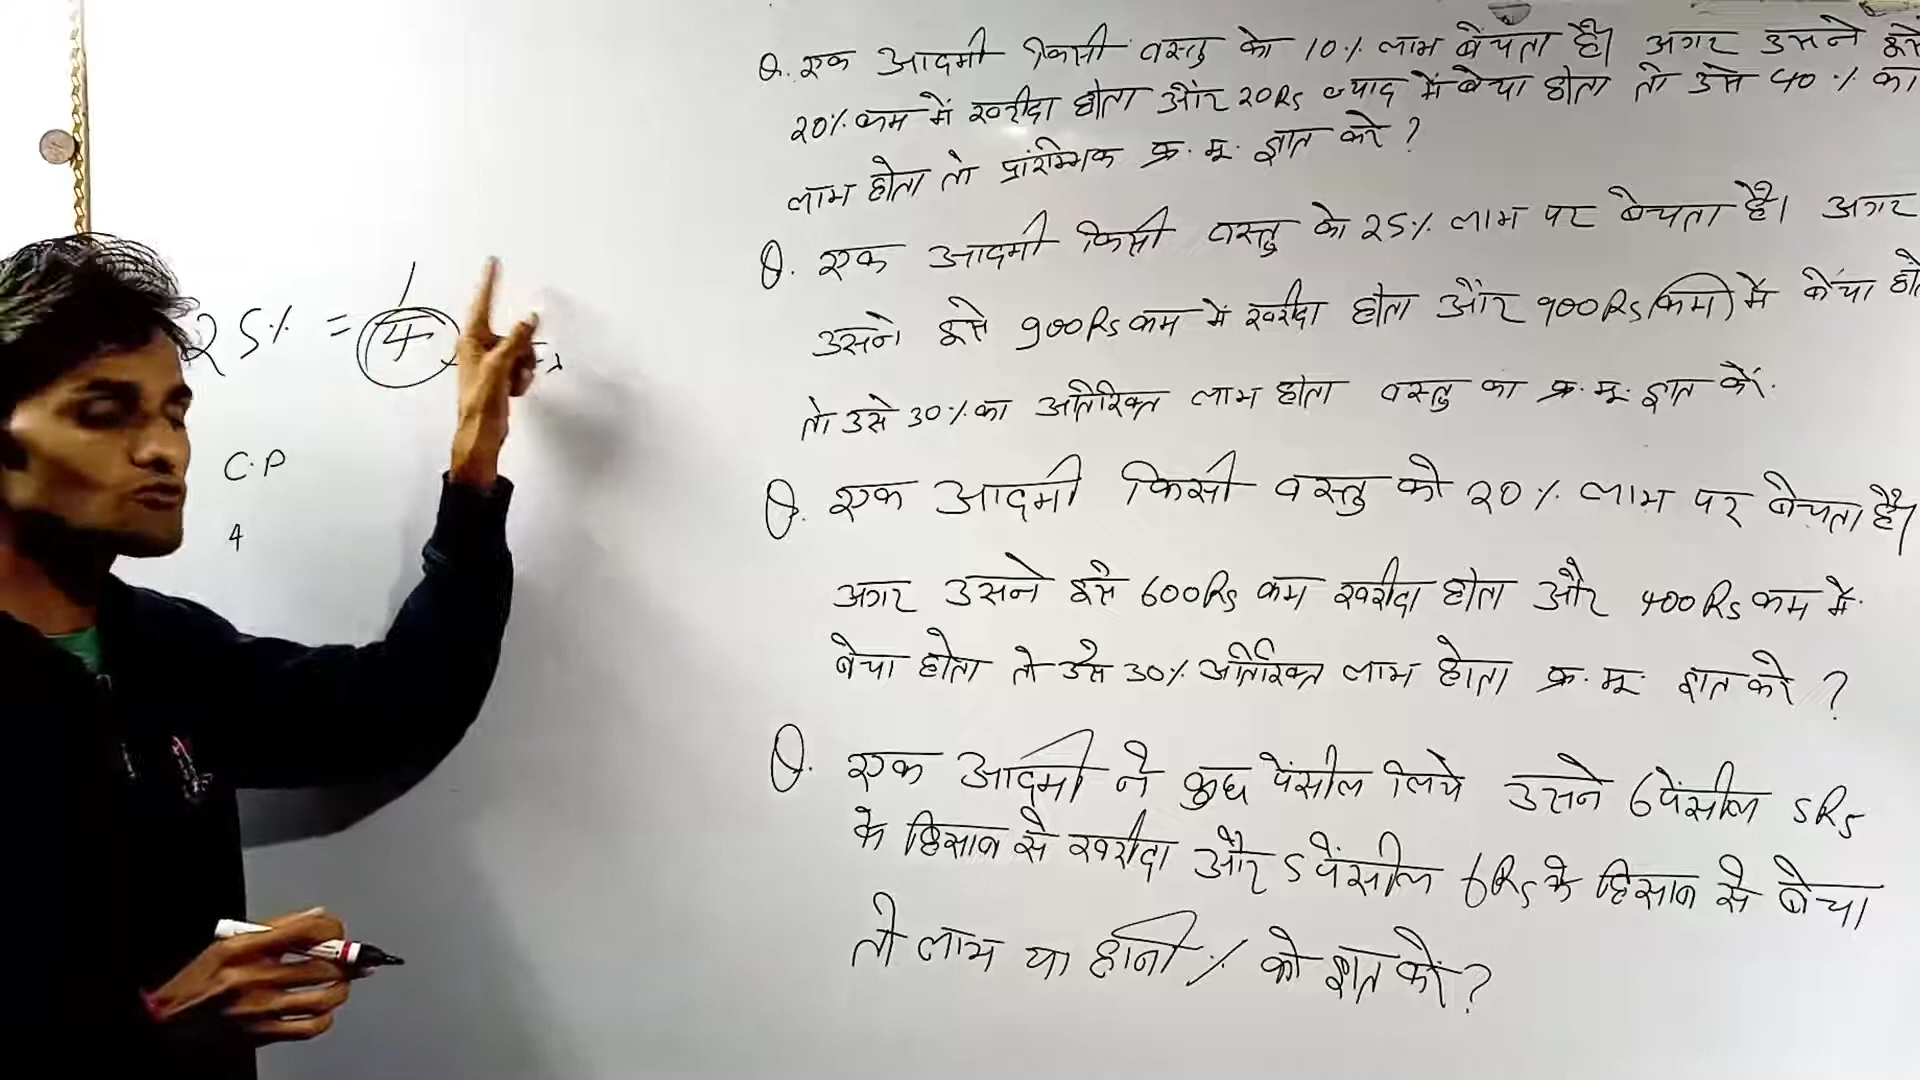 25% = 1/4
C.P
4
Q. एक आदमी किसी वस्तु को 10% लाभ बेचता है। अगर उसने इसे
20% कम में खरीदा होता और 20Rs ज्याद में बेचा होता तो उसे 40% का
लाभ होता तो प्रारम्भिक क्र. मू. ज्ञात करे ?
Q. एक आदमी किसी वस्तु को 25% लाभ पर बेचता है। अगर
उसने इसे 900Rs कम में खरीदा होता और 900Rs(कम) में बेंचा
तो उसे 30% का अतिरिक्त लाभ होता वस्तु का क्र. मू. ज्ञात करें.
Q. एक आदमी किसी वस्तु को 20% लाभ पर बेचता है।
अगर उसने इसे 600Rs कम खरीदा होता और 400Rs कम में
बेचा होता तो उसे 30% अतिरिक्त लाभ होता क्र. मू. ज्ञात करे ?
Q. एक आदमी ने कुछ पेंसील लिये उसने 6 पेंसील 5Rs
के हिसाब से खरीदा और 5 पेंसील 6Rs के हिसाब से बेचा
तो लाभ या हानी % को ज्ञात करें ?